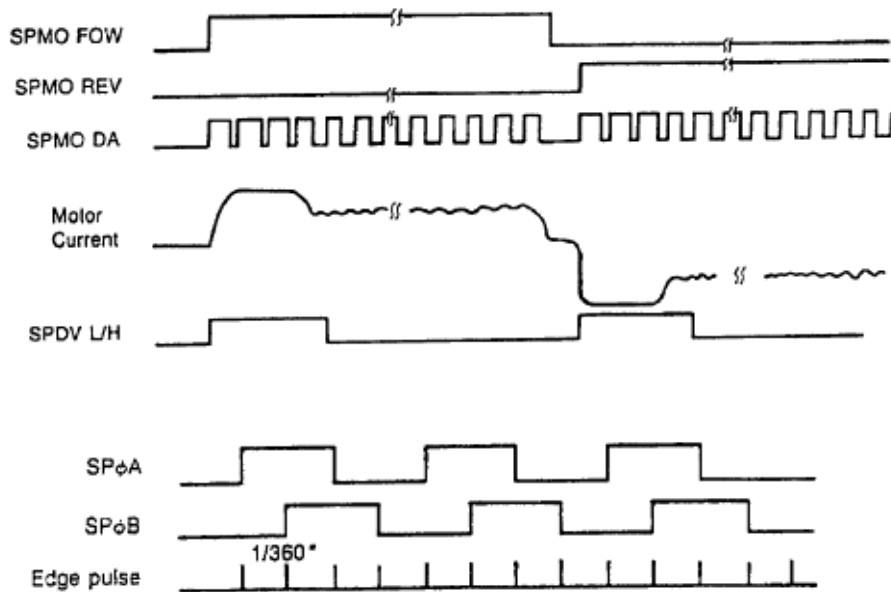 SPMO FOW
SPMO REV
SPMO DA
Motor
Current
SPDV L/H
SPφA
SPφB
1/360"
Edge pulse